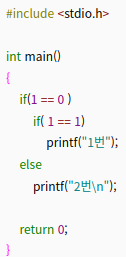 #include <stdio.h>
int main()
{
if(1 == 0 )
if( 1 == 1)
printf("1번");
else
printf("2번\n");
return 0;
}